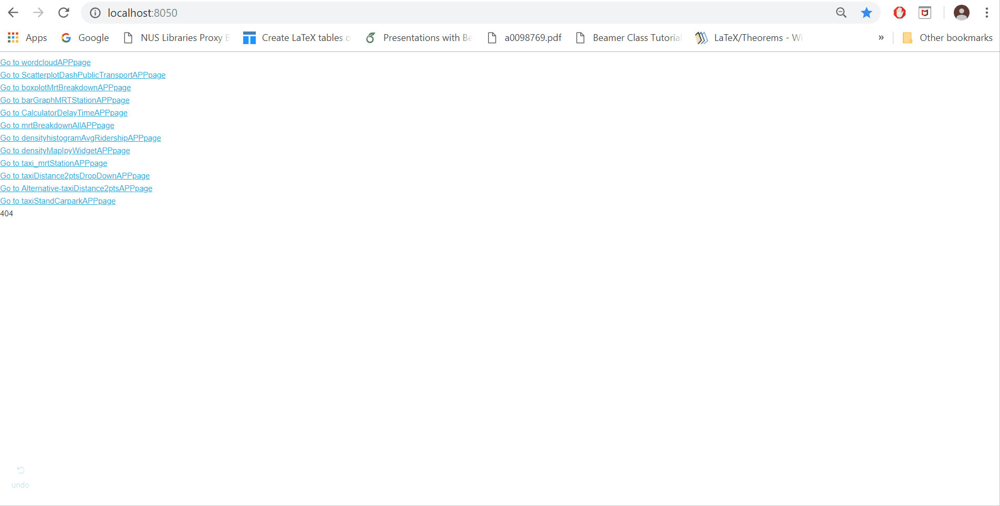 localhost:8050
Apps Google NUS Libraries Proxy Create LaTeX tables Presentations with a0098769.pdf Beamer Class Tutorial LaTeX/Theorems - » Other bookmarks
Go to wordcloudAPPpage
Go to ScatterplotDashPublicTransportAPPpage
Go to boxplotMrtBreakdownAPPpage
Go to barGraphMRTStationAPPpage
Go to CalculatorDelayTimeAPPpage
Go to mrtBreakdownAllAPPpage
Go to densityhistogramAvgRidershipAPPpage
Go to densityMapIpyWidgetAPPpage
Go to taxi_mrtStationAPPpage
Go to taxiDistance2ptsDropDownAPPpage
Go to Alternative-taxiDistance2ptsAPPpage
Go to taxiStandCarparkAPPpage
404
undo